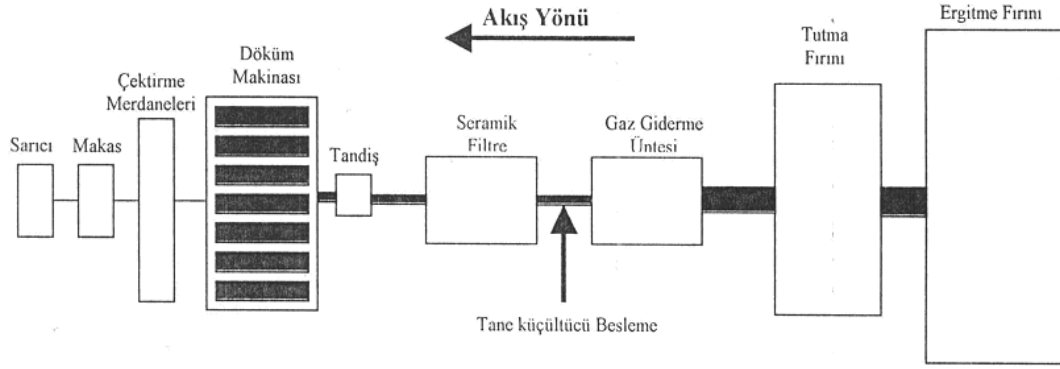 Akış Yönü
Ergitme Fırını
Tutma
Fırını
Döküm
Makinası
Çektirme
Merdaneleri
Seramik
Filtre
Gaz Giderme
Üntesi
Sarıcı
Makas
Tandiş
Tane küçültücü Besleme